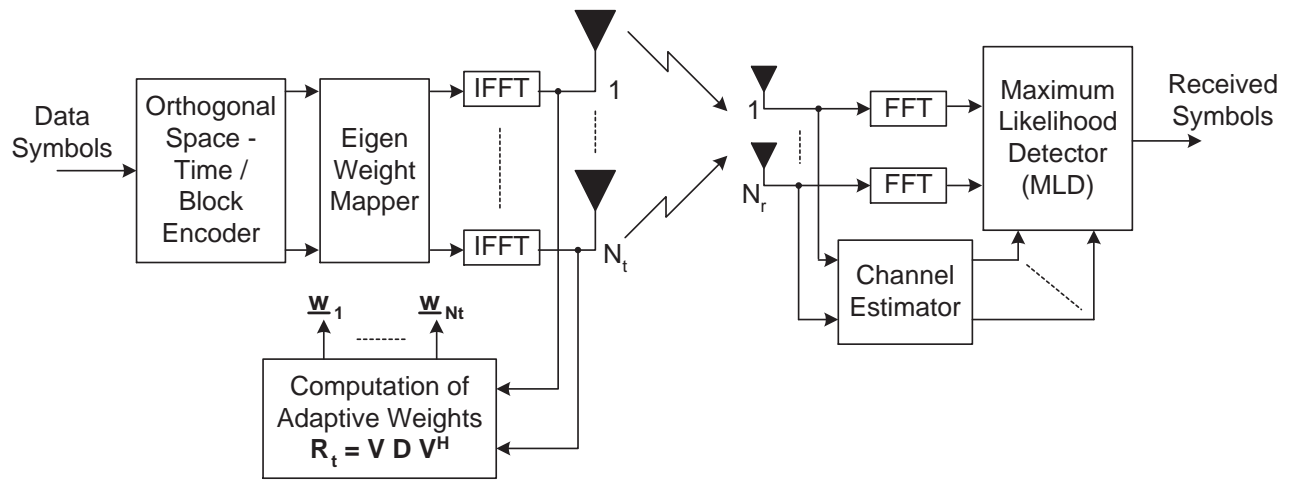 Data
Symbols
Orthogonal
Space -
Time /
Block
Encoder
Eigen
Weight
Mapper
IFFT
IFFT
1
N_t
w_1
w_Nt
Computation of
Adaptive Weights
R_t = V D V^H
1
N_r
FFT
FFT
Channel
Estimator
Maximum
Likelihood
Detector
(MLD)
Received
Symbols